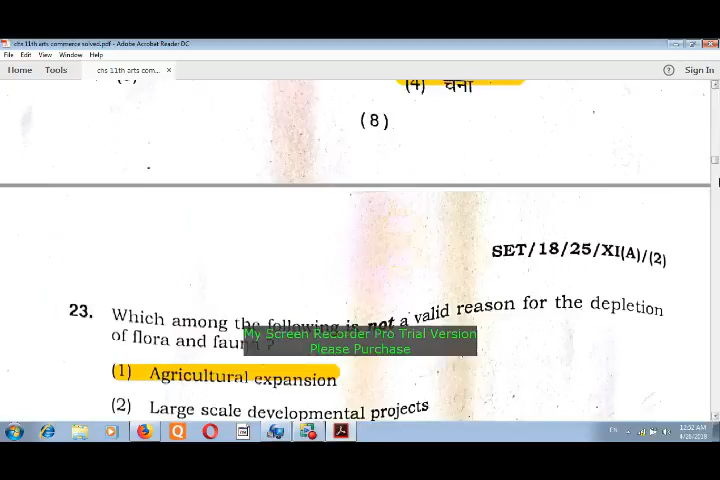 chs 11th arts commerce solved.pdf - Adobe Acrobat Reader DC
File Edit View Window Help
Home Tools chs 11th arts com... × ? Sign In
(4) चना
(8)
SET/18/25/XI(A)/(2)
23. Which among the following is not a valid reason for the depletion
of flora and fauna ?
My Screen Recorder Pro Trial Version
Please Purchase
(1) Agricultural expansion
(2) Large scale developmental projects
EN
12:52 AM